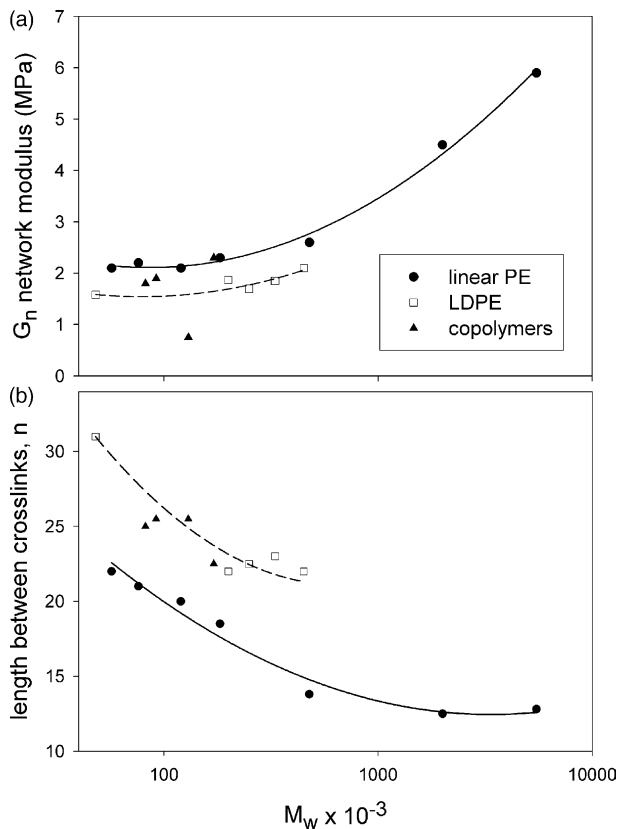 (a)
7
6
5
4
3
2
1
0
Gn network modulus (MPa)
linear PE
LDPE
copolymers
(b)
30
25
20
15
10
length between crosslinks, n
100 1000 10000
Mw x 10-3